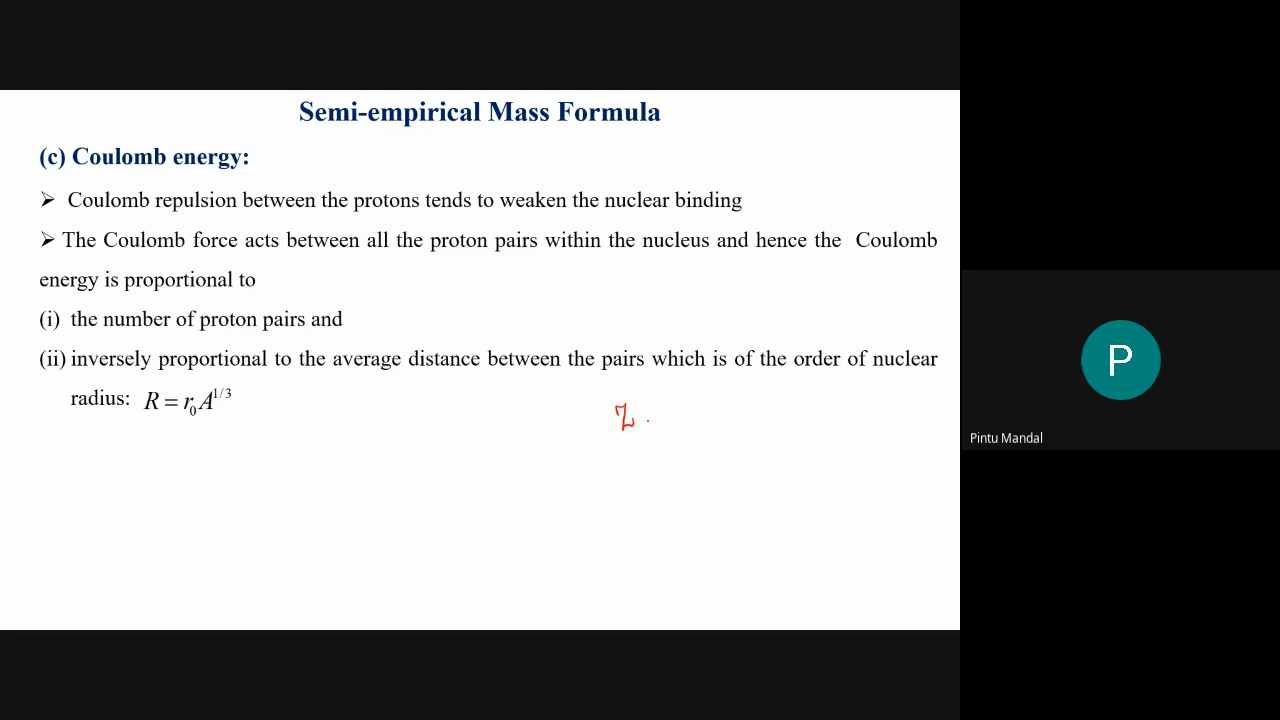 Semi-empirical Mass Formula
(c) Coulomb energy:
➢ Coulomb repulsion between the protons tends to weaken the nuclear binding
➢ The Coulomb force acts between all the proton pairs within the nucleus and hence the Coulomb
energy is proportional to
(i) the number of proton pairs and
(ii) inversely proportional to the average distance between the pairs which is of the order of nuclear
radius: R = r₀A^{1/3}
Z
P
Pintu Mandal